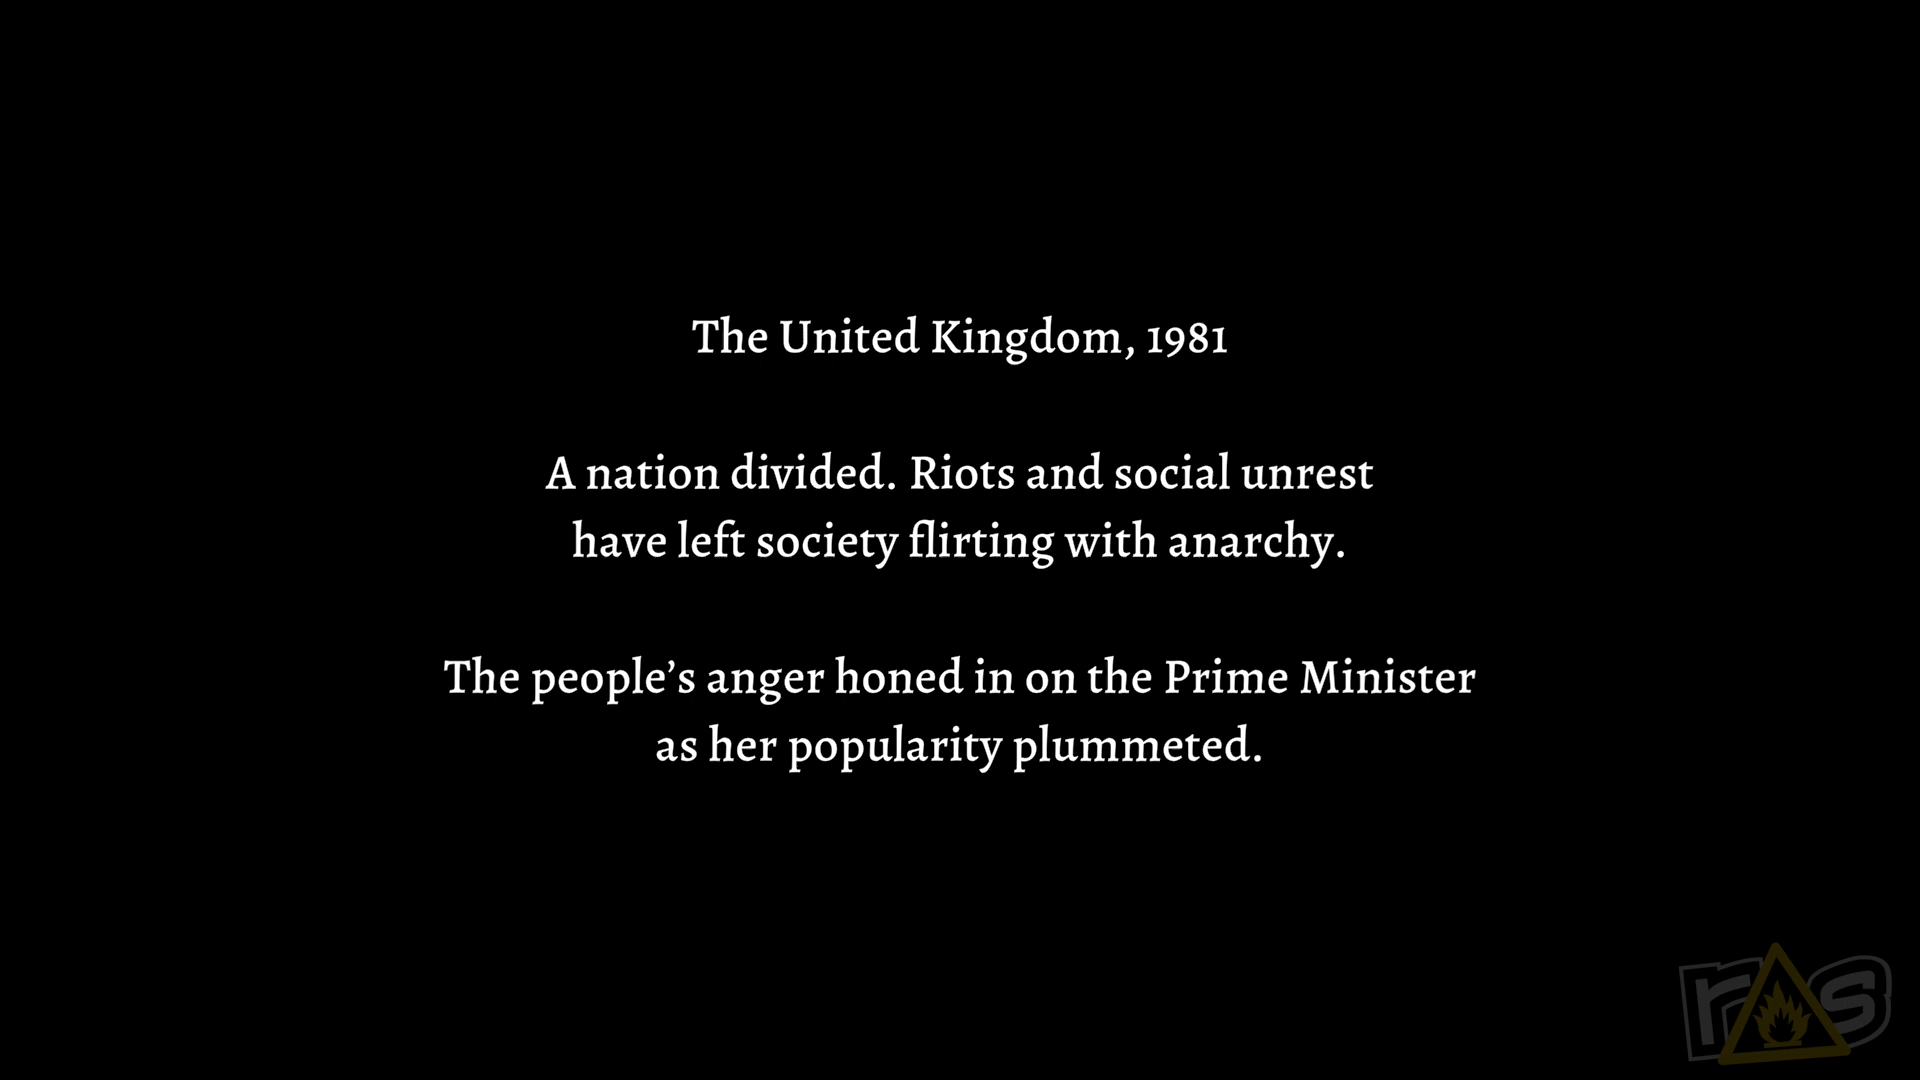 The United Kingdom, 1981
A nation divided. Riots and social unrest
have left society flirting with anarchy.
The people’s anger honed in on the Prime Minister
as her popularity plummeted.
ras